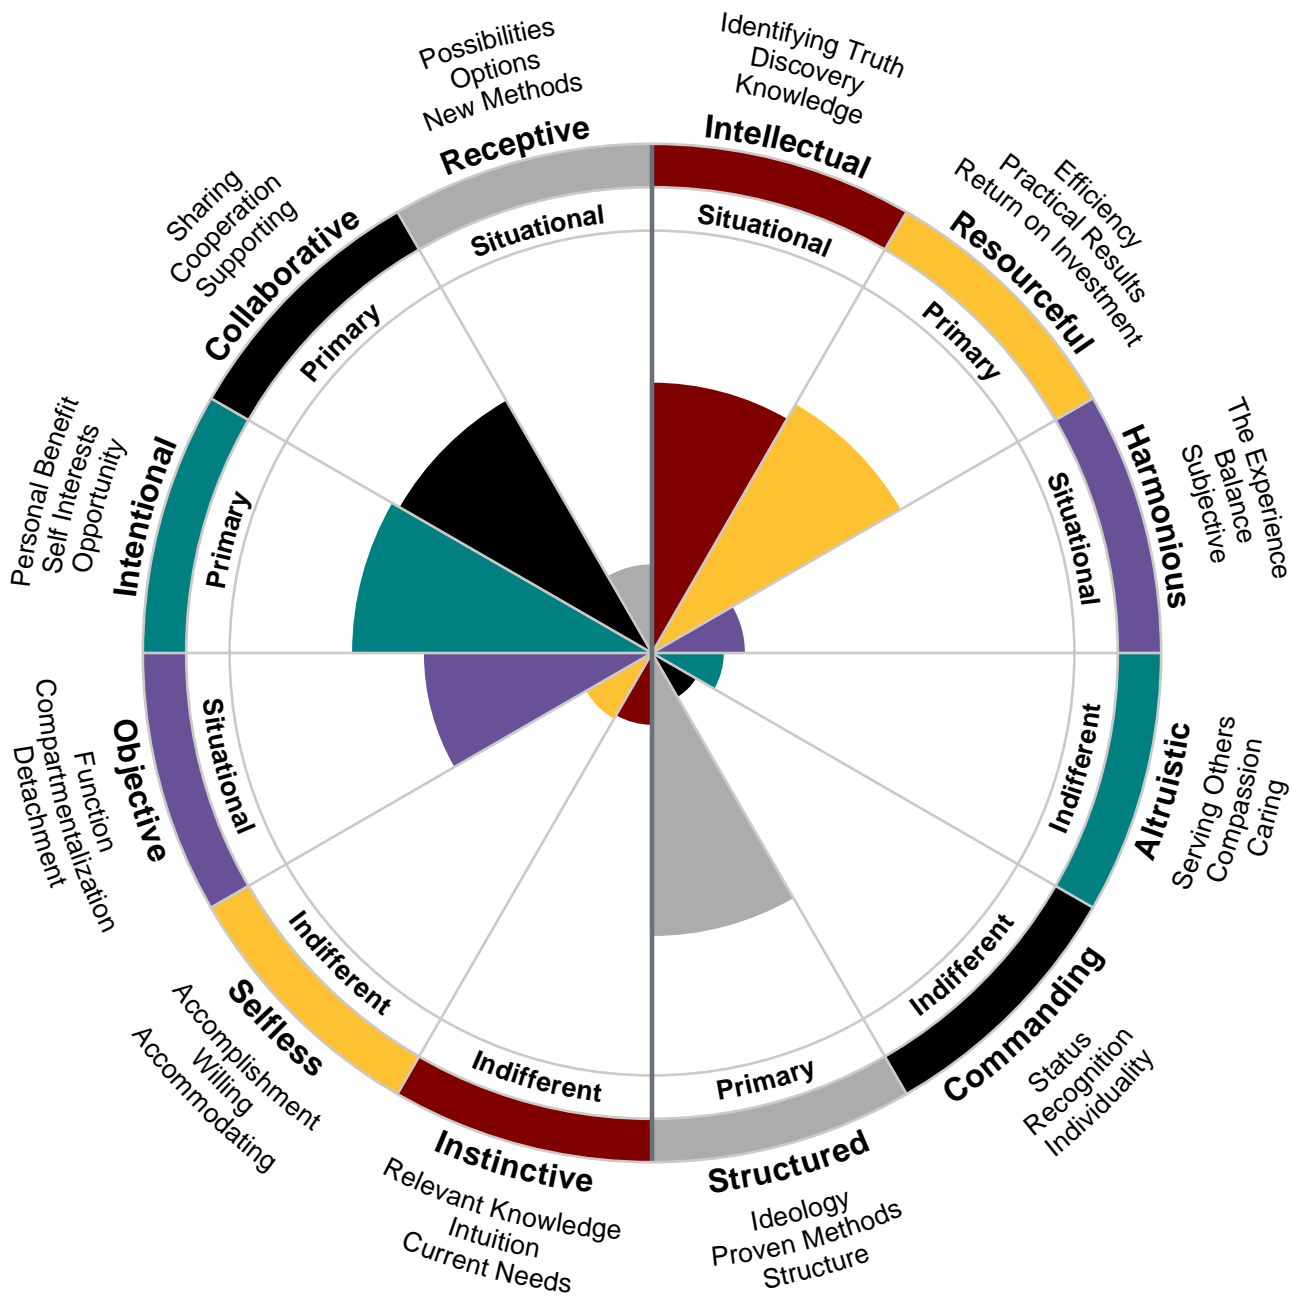 Possibilities
Options
New Methods
Receptive
Situational
Identifying Truth
Discovery
Knowledge
Intellectual
Situational
Efficiency
Practical Results
Return on Investment
Resourceful
Primary
The Experience
Balance
Subjective
Harmonious
Situational
Serving Others
Compassion
Caring
Altruistic
Indifferent
Status
Recognition
Individuality
Commanding
Indifferent
Primary
Structured
Ideology
Proven Methods
Structure
Indifferent
Instinctive
Relevant Knowledge
Intuition
Current Needs
Indifferent
Selfless
Accomplishment
Willing
Accommodating
Situational
Objective
Function
Compartmentalization
Detachment
Personal Benefit
Self Interests
Opportunity
Intentional
Primary
Sharing
Cooperation
Supporting
Collaborative
Primary